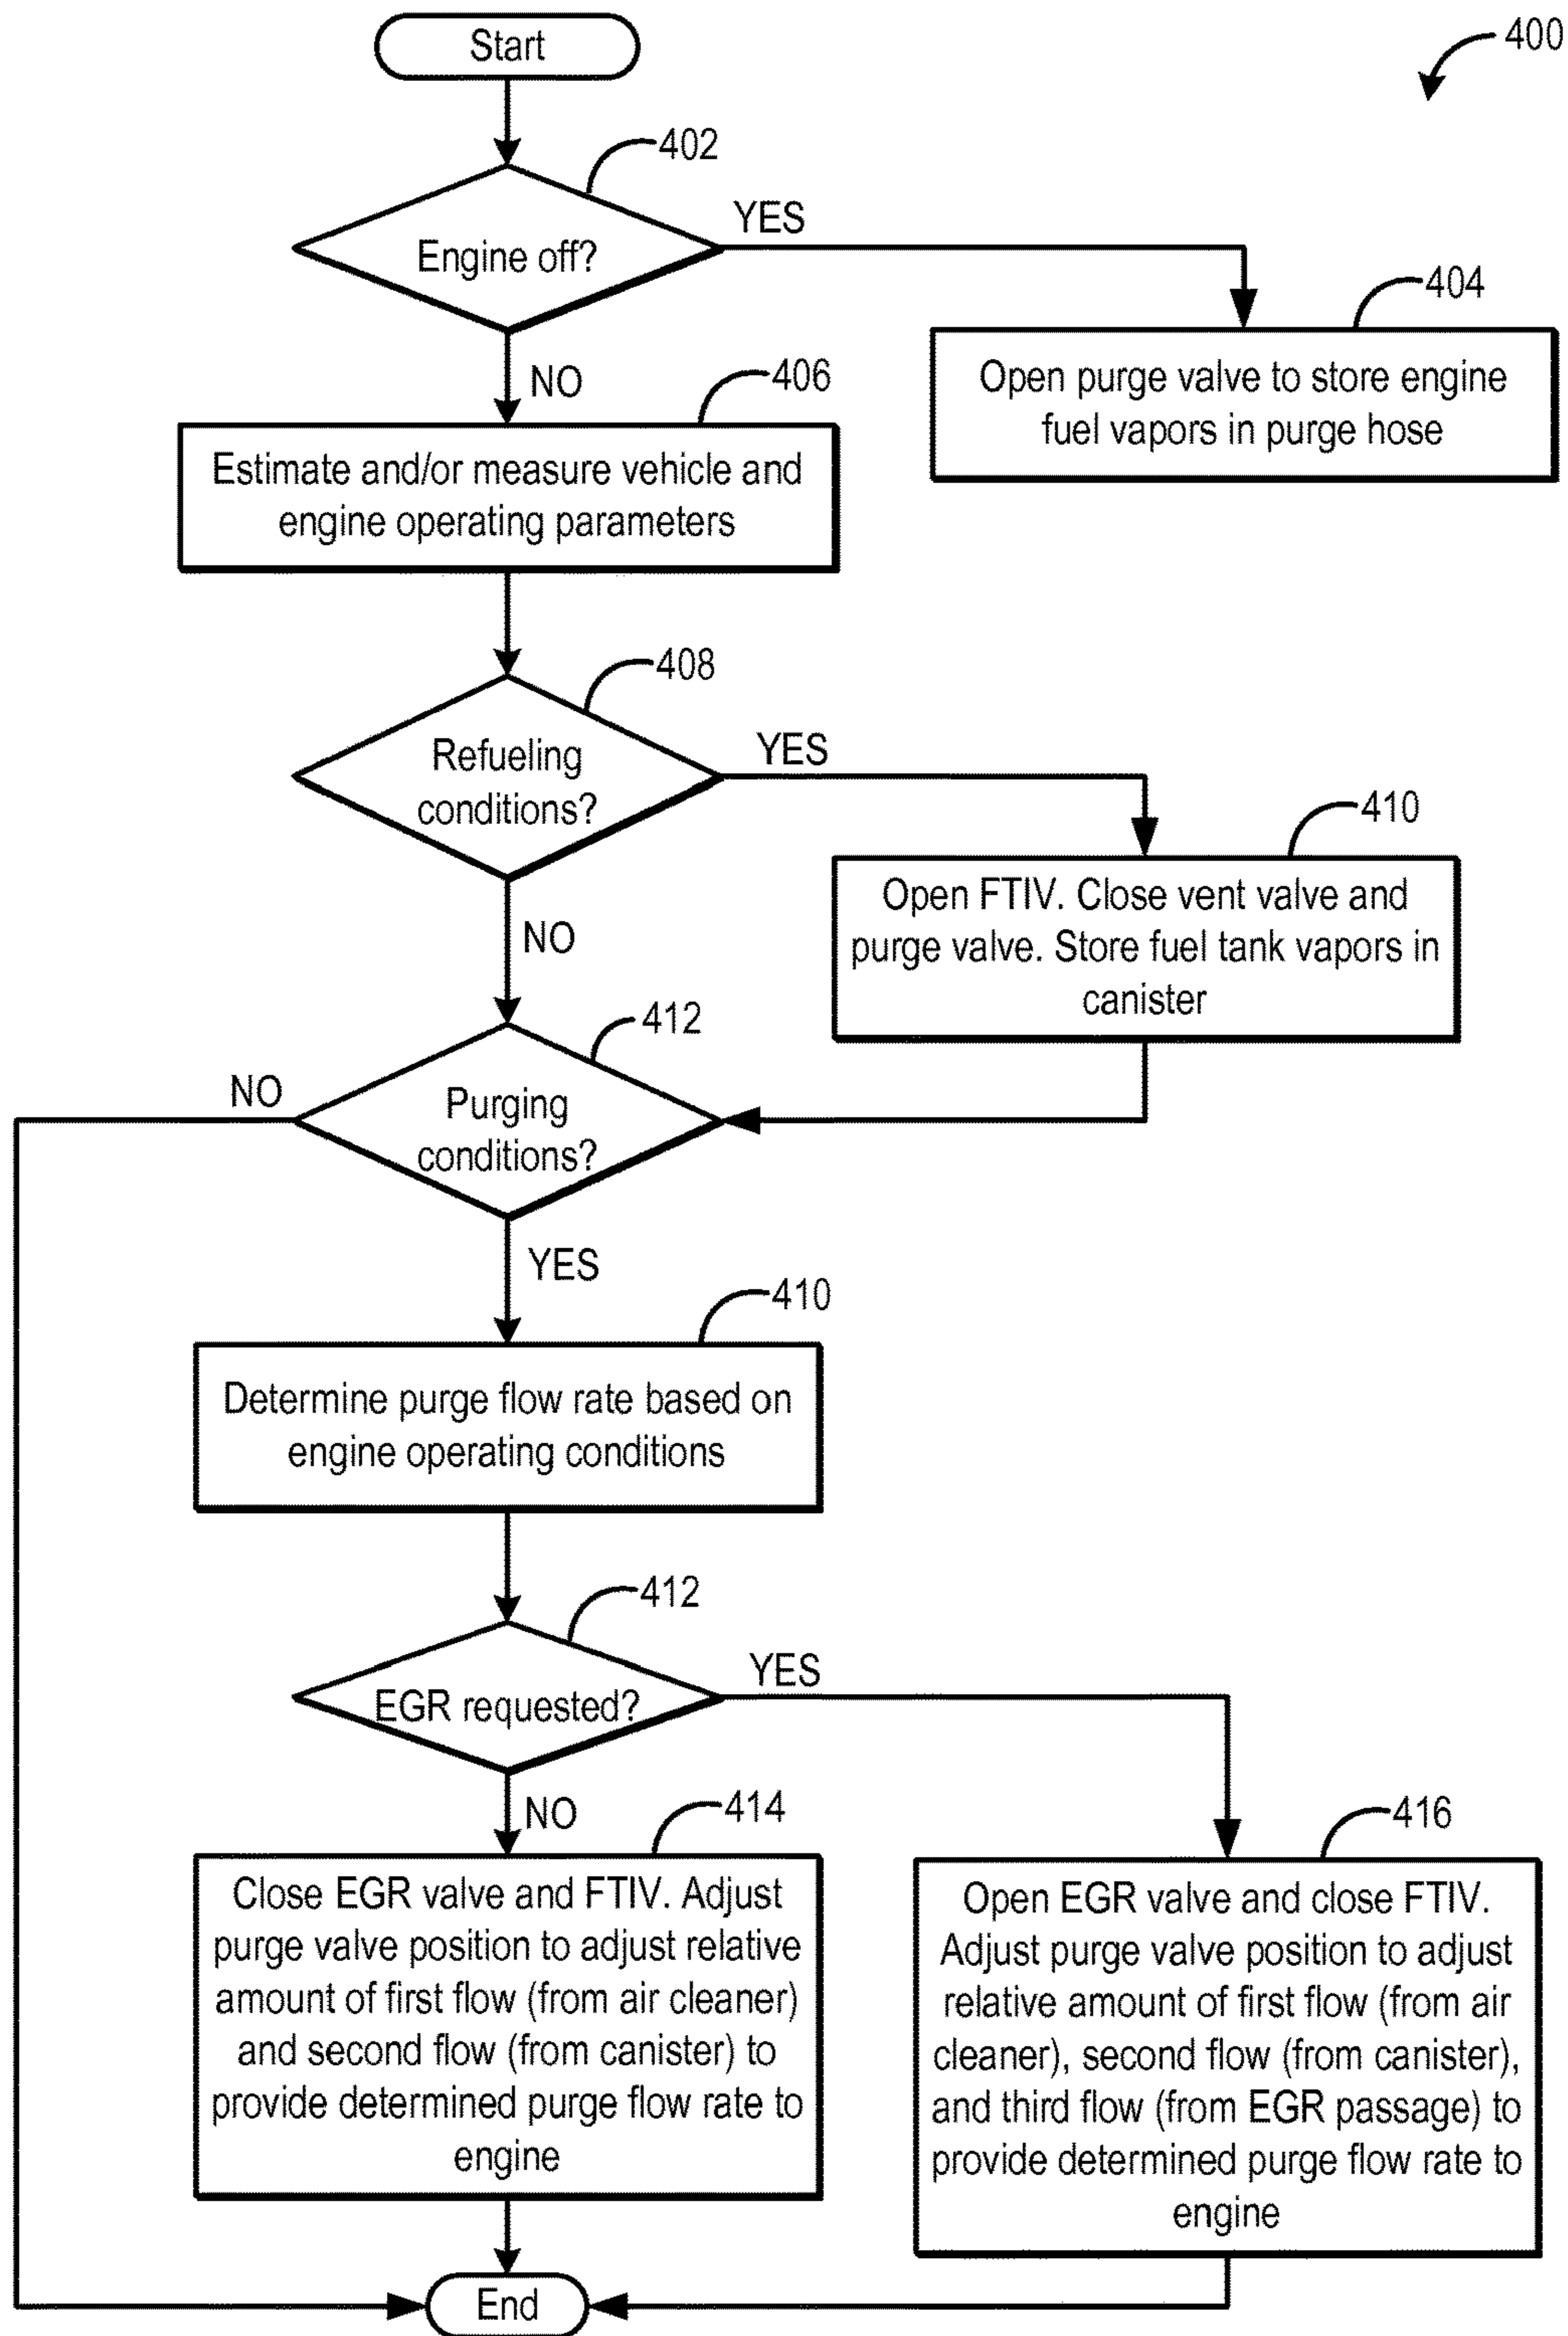 Start
400
402
Engine off?
YES
404
Open purge valve to store engine
fuel vapors in purge hose
NO
406
Estimate and/or measure vehicle and
engine operating parameters
408
Refueling
conditions?
YES
410
Open FTIV. Close vent valve and
purge valve. Store fuel tank vapors in
canister
NO
412
Purging
conditions?
NO
YES
410
Determine purge flow rate based on
engine operating conditions
412
EGR requested?
YES
NO
414
Close EGR valve and FTIV. Adjust
purge valve position to adjust relative
amount of first flow (from air cleaner)
and second flow (from canister) to
provide determined purge flow rate to
engine
416
Open EGR valve and close FTIV.
Adjust purge valve position to adjust
relative amount of first flow (from air
cleaner), second flow (from canister),
and third flow (from EGR passage) to
provide determined purge flow rate to
engine
End